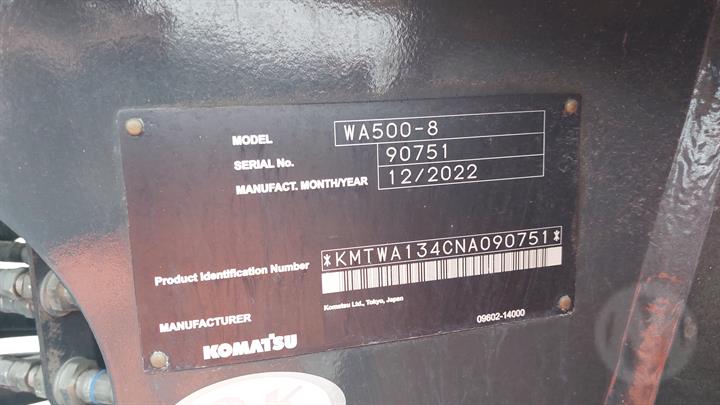 MODEL WA500-8
SERIAL No. 90751
MANUFACT. MONTH/YEAR 12/2022
Product Identification Number *KMTWA134CNA090751*
Komatsu Ltd., Tokyo, Japan
MANUFACTURER
KOMATSU
09602-14000